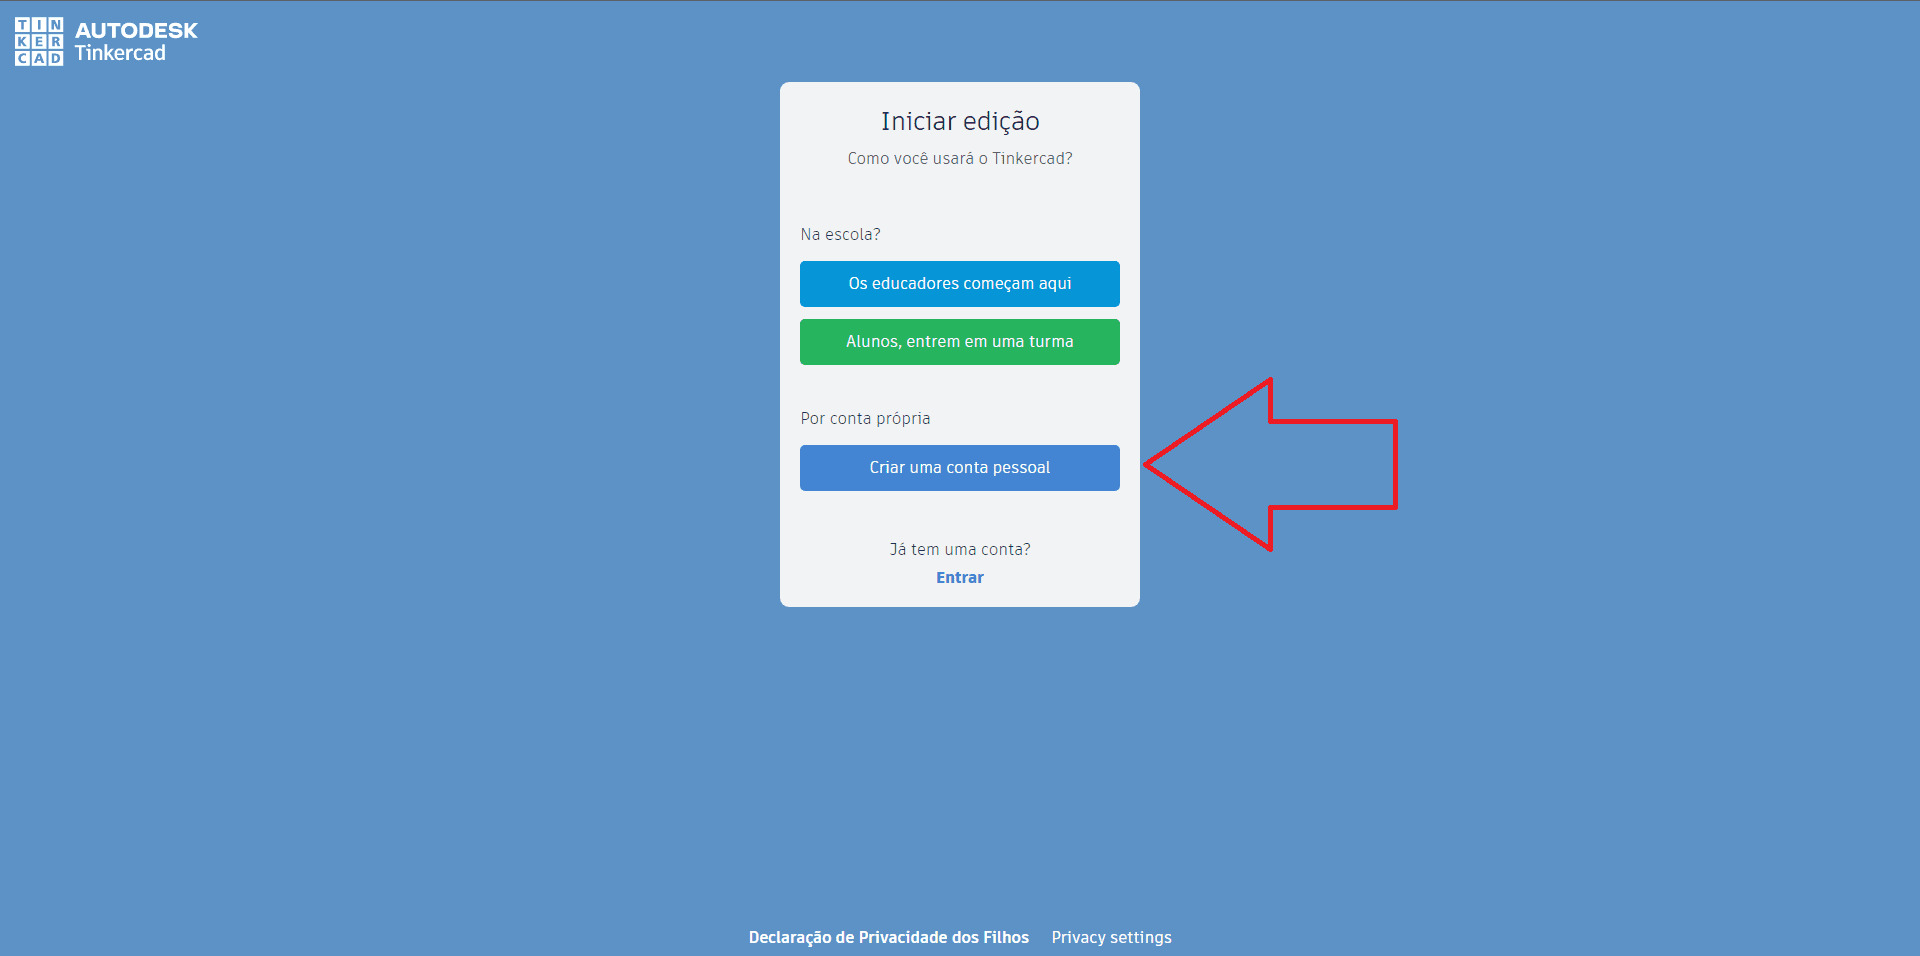 TIN
KER
CAD
AUTODESK
Tinkercad
Iniciar edição
Como você usará o Tinkercad?
Na escola?
Os educadores começam aqui
Alunos, entrem em uma turma
Por conta própria
Criar uma conta pessoal
Já tem uma conta?
Entrar
Declaração de Privacidade dos Filhos Privacy settings